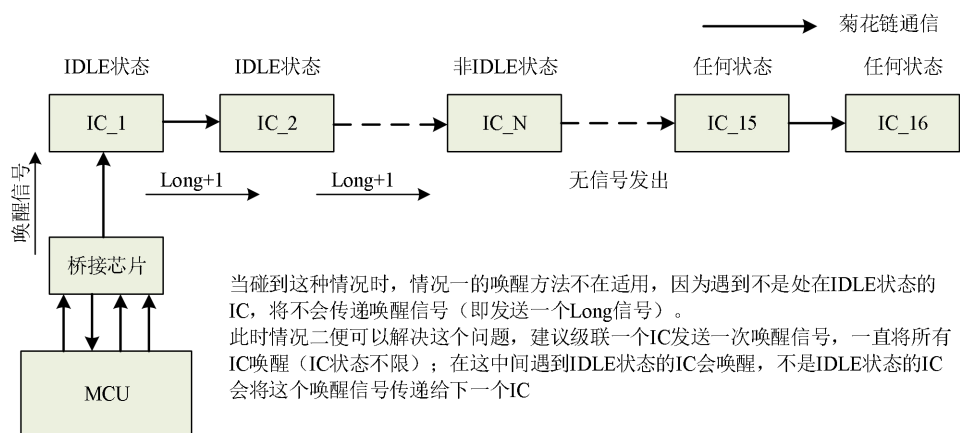 菊花链通信
IDLE状态
IDLE状态
非IDLE状态
任何状态
任何状态
IC_1
IC_2
IC_N
IC_15
IC_16
唤醒信号
Long+1
Long+1
无信号发出
桥接芯片
MCU
当碰到这种情况时，情况一的唤醒方法不在适用，因为遇到不是处在IDLE状态的
IC，将不会传递唤醒信号（即发送一个Long信号）。
此时情况二便可以解决这个问题，建议级联一个IC发送一次唤醒信号，一直将所有
IC唤醒（IC状态不限）；在这中间遇到IDLE状态的IC会唤醒，不是IDLE状态的IC
会将这个唤醒信号传递给下一个IC